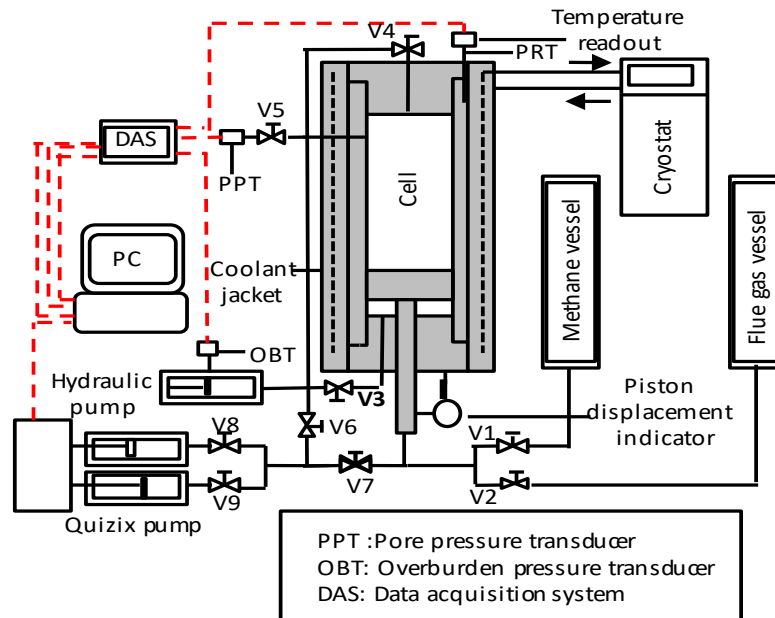 Temperature
readout
V4
PRT
V5
DAS
PPT
Cell
Cryostat
PC
Coolant
jacket
Methane vessel
Flue gas vessel
OBT
Hydraulic
pump
V3
Piston
displacement
indicator
V8
V6
V1
V7
V2
V9
Quizix pump
PPT :Pore pressure transducer
OBT: Overburden pressure transducer
DAS: Data acquisition system